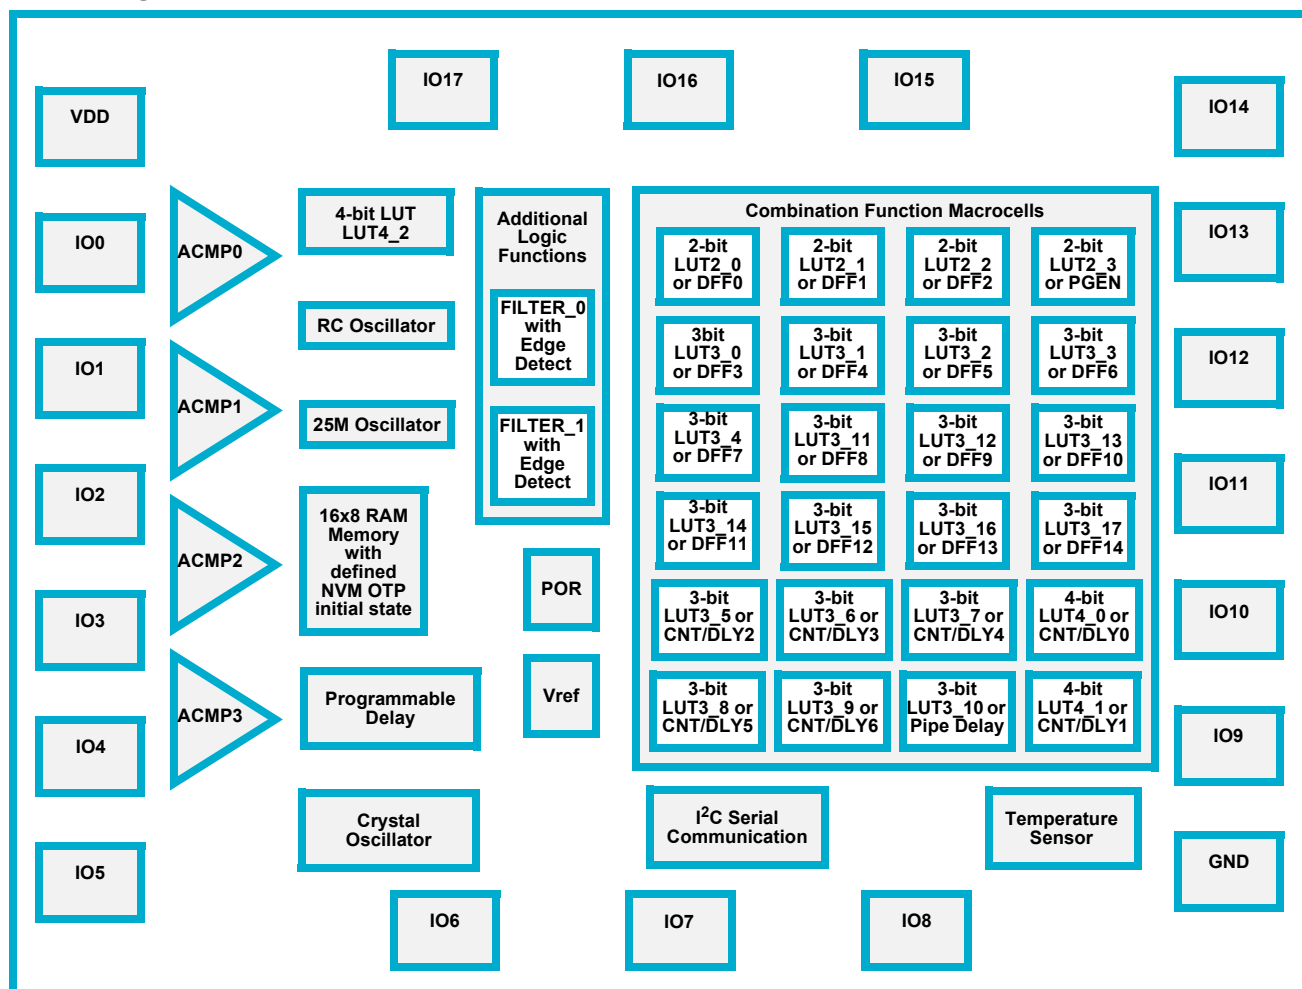 IO17
IO16
IO15
VDD
IO14
IO0
ACMP0
4-bit LUT
LUT4_2
Additional
Logic
Functions
Combination Function Macrocells
IO13
2-bit
LUT2_0
or DFF0
2-bit
LUT2_1
or DFF1
2-bit
LUT2_2
or DFF2
2-bit
LUT2_3
or PGEN
RC Oscillator
FILTER_0
with
Edge
Detect
3bit
LUT3_0
or DFF3
3-bit
LUT3_1
or DFF4
3-bit
LUT3_2
or DFF5
3-bit
LUT3_3
or DFF6
IO1
IO12
ACMP1
25M Oscillator
FILTER_1
with
Edge
Detect
3-bit
LUT3_4
or DFF7
3-bit
LUT3_11
or DFF8
3-bit
LUT3_12
or DFF9
3-bit
LUT3_13
or DFF10
IO2
IO11
ACMP2
16x8 RAM
Memory
with
defined
NVM OTP
initial state
3-bit
LUT3_14
or DFF11
3-bit
LUT3_15
or DFF12
3-bit
LUT3_16
or DFF13
3-bit
LUT3_17
or DFF14
POR
IO3
3-bit
LUT3_5 or
CNT/DLY2
3-bit
LUT3_6 or
CNT/DLY3
3-bit
LUT3_7 or
CNT/DLY4
4-bit
LUT4_0 or
CNT/DLY0
IO10
ACMP3
Programmable
Delay
Vref
3-bit
LUT3_8 or
CNT/DLY5
3-bit
LUT3_9 or
CNT/DLY6
3-bit
LUT3_10 or
Pipe Delay
4-bit
LUT4_1 or
CNT/DLY1
IO4
IO9
Crystal
Oscillator
I2C Serial
Communication
Temperature
Sensor
IO5
GND
IO6
IO7
IO8